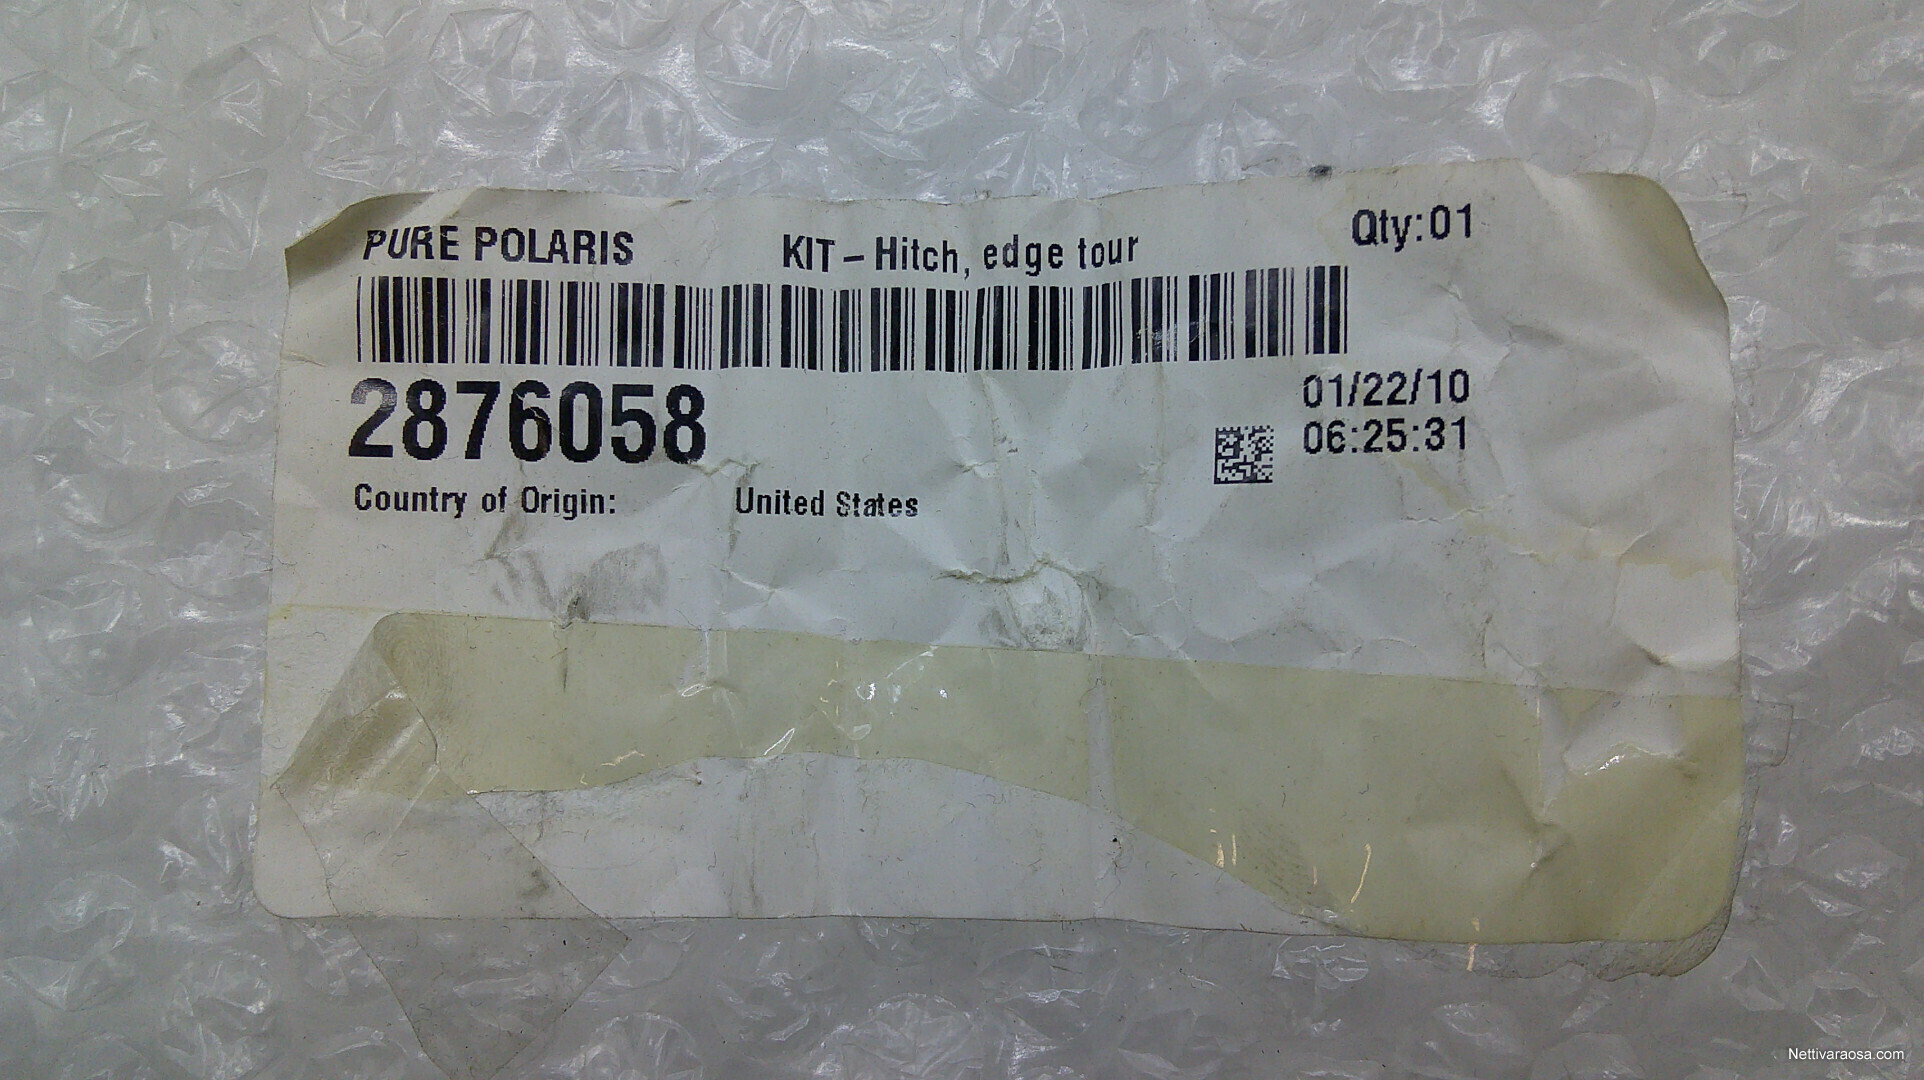 PURE POLARIS KIT – Hitch, edge tour Qty:01
2876058
01/22/10
06:25:31
Country of Origin: United States
Nettivaraosa.com